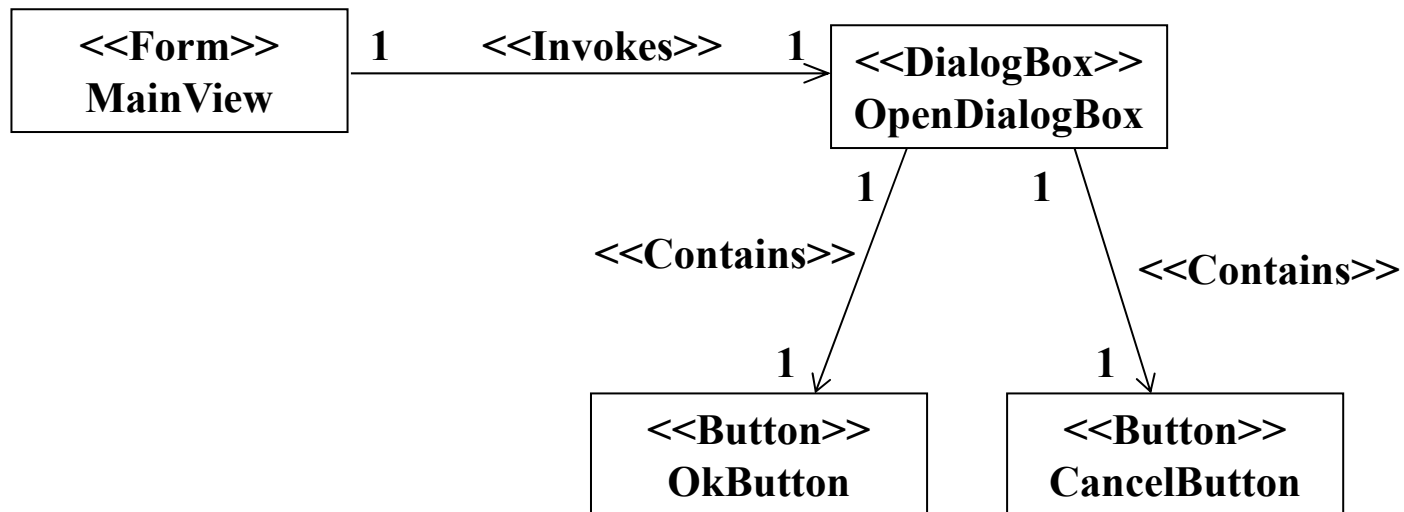 <<Form>>
MainView
1
<<Invokes>>
1
<<DialogBox>>
OpenDialogBox
1
1
<<Contains>>
<<Contains>>
1
1
<<Button>>
OkButton
<<Button>>
CancelButton